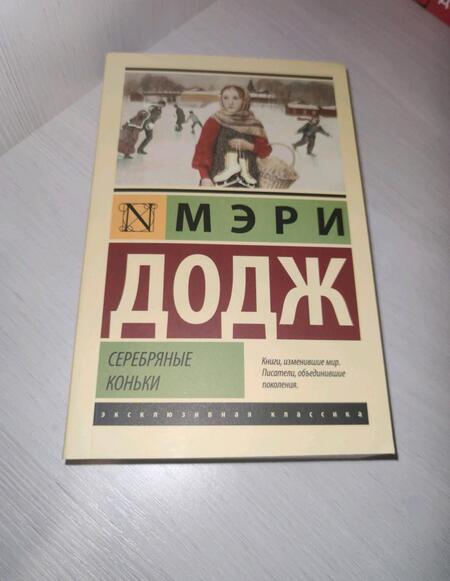 МЭРИ
ДОДЖ
СЕРЕБРЯНЫЕ
КОНЬКИ
Книги, изменившие мир.
Писатели, объединившие
поколения.
эксклюзивная классика